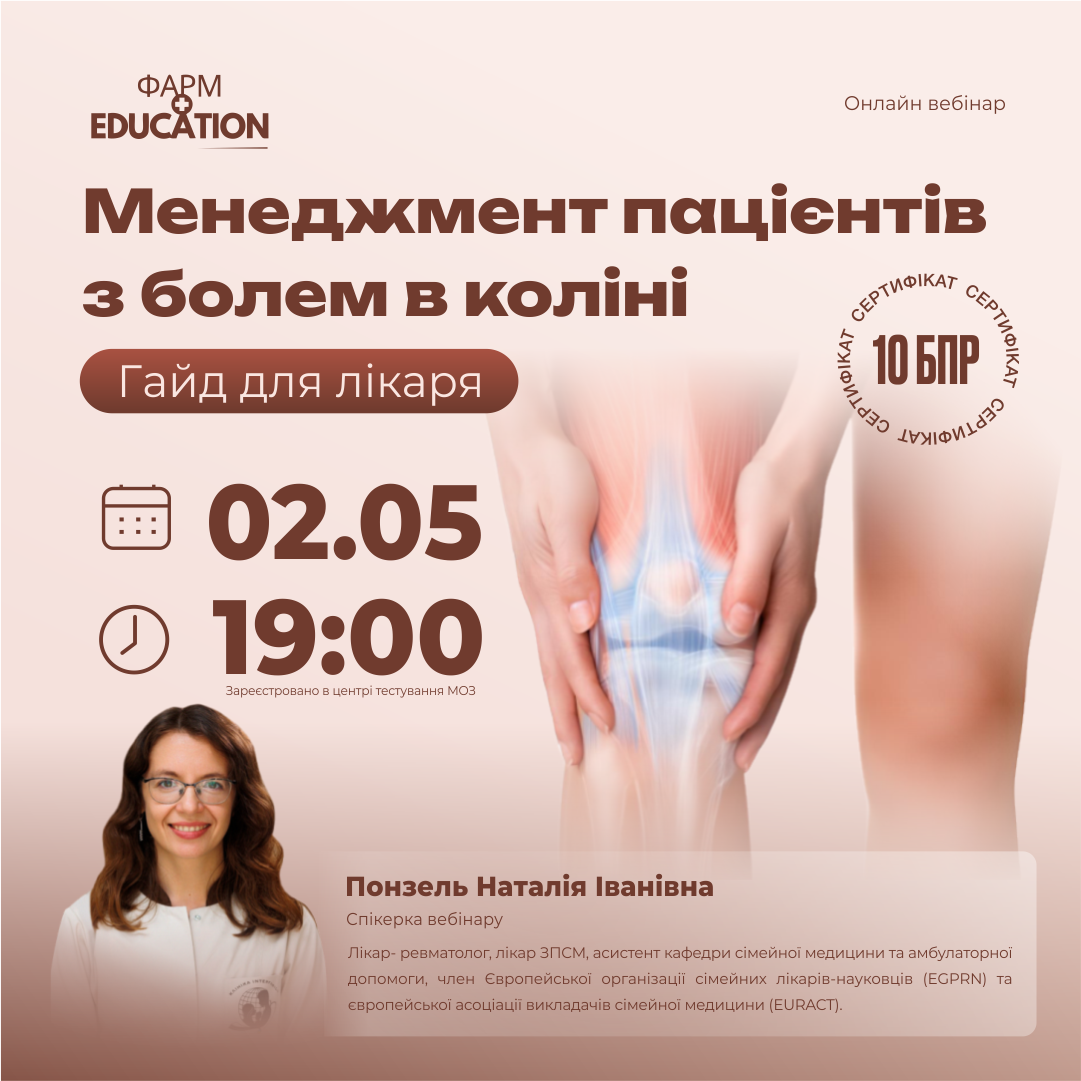 ФАРМ
EDUCATION
Онлайн вебінар
Менеджмент пацієнтів
з болем в коліні
Гайд для лікаря
СЕРТИФІКАТ СЕРТИФІКАТ СЕРТИФІКАТ СЕРТИФІКАТ
10 БПР
02.05
19:00
Зареєстровано в центрі тестування МОЗ
Понзель Наталія Іванівна
Спікерка вебінару
Лікар- ревматолог, лікар ЗПСМ, асистент кафедри сімейної медицини та амбулаторної
допомоги, член Європейської організації сімейних лікарів-науковців (EGPRN) та
європейської асоціації викладачів сімейної медицини (EURACT).